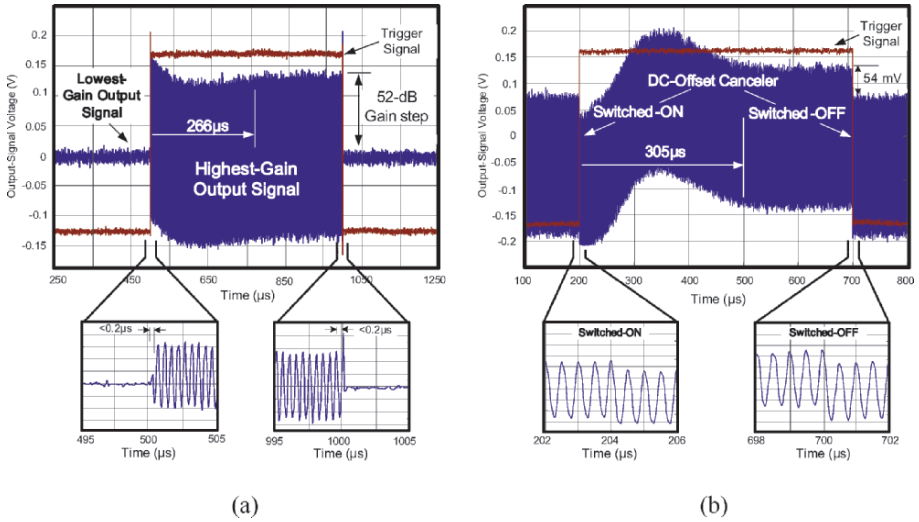 0.2
0.15
0.1
0.05
0
-0.05
-0.1
-0.15
Output-Signal Voltage (V)
Trigger
Signal
Lowest-
Gain Output
Signal
52-dB
Gain step
266µs
Highest-Gain
Output Signal
250 450 650 850 1050 1250
Time (µs)
<0.2µs
495 500 505
Time (µs)
<0.2µs
995 1000 1005
Time (µs)
(a)
0.2
0.15
0.1
0.05
0
-0.05
-0.1
-0.15
-0.2
Output-Signal Voltage (V)
Trigger
Signal
DC-Offset Canceler
54 mV
Switched-ON
Switched-OFF
305µs
100 200 300 400 500 600 700 800
Time (µs)
Switched-ON
202 204 206
Time (µs)
Switched-OFF
698 700 702
Time (µs)
(b)